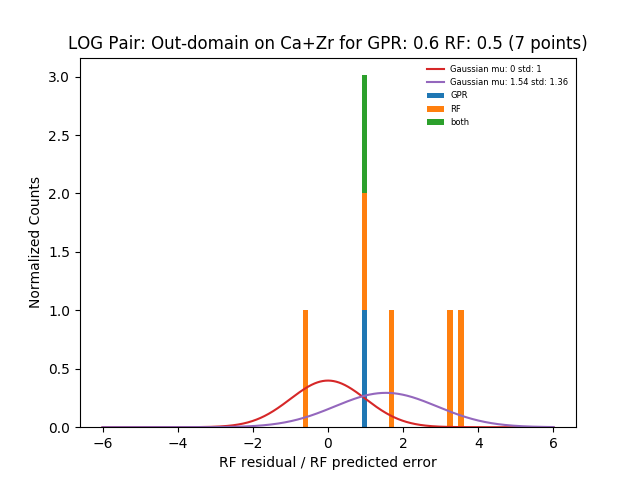 LOG Pair: Out-domain on Ca+Zr for GPR: 0.6 RF: 0.5 (7 points)
Gaussian mu: 0 std: 1
Gaussian mu: 1.54 std: 1.36
GPR
RF
both
Normalized Counts
3.0
2.5
2.0
1.5
1.0
0.5
0.0
−6 −4 −2 0 2 4 6
RF residual / RF predicted error